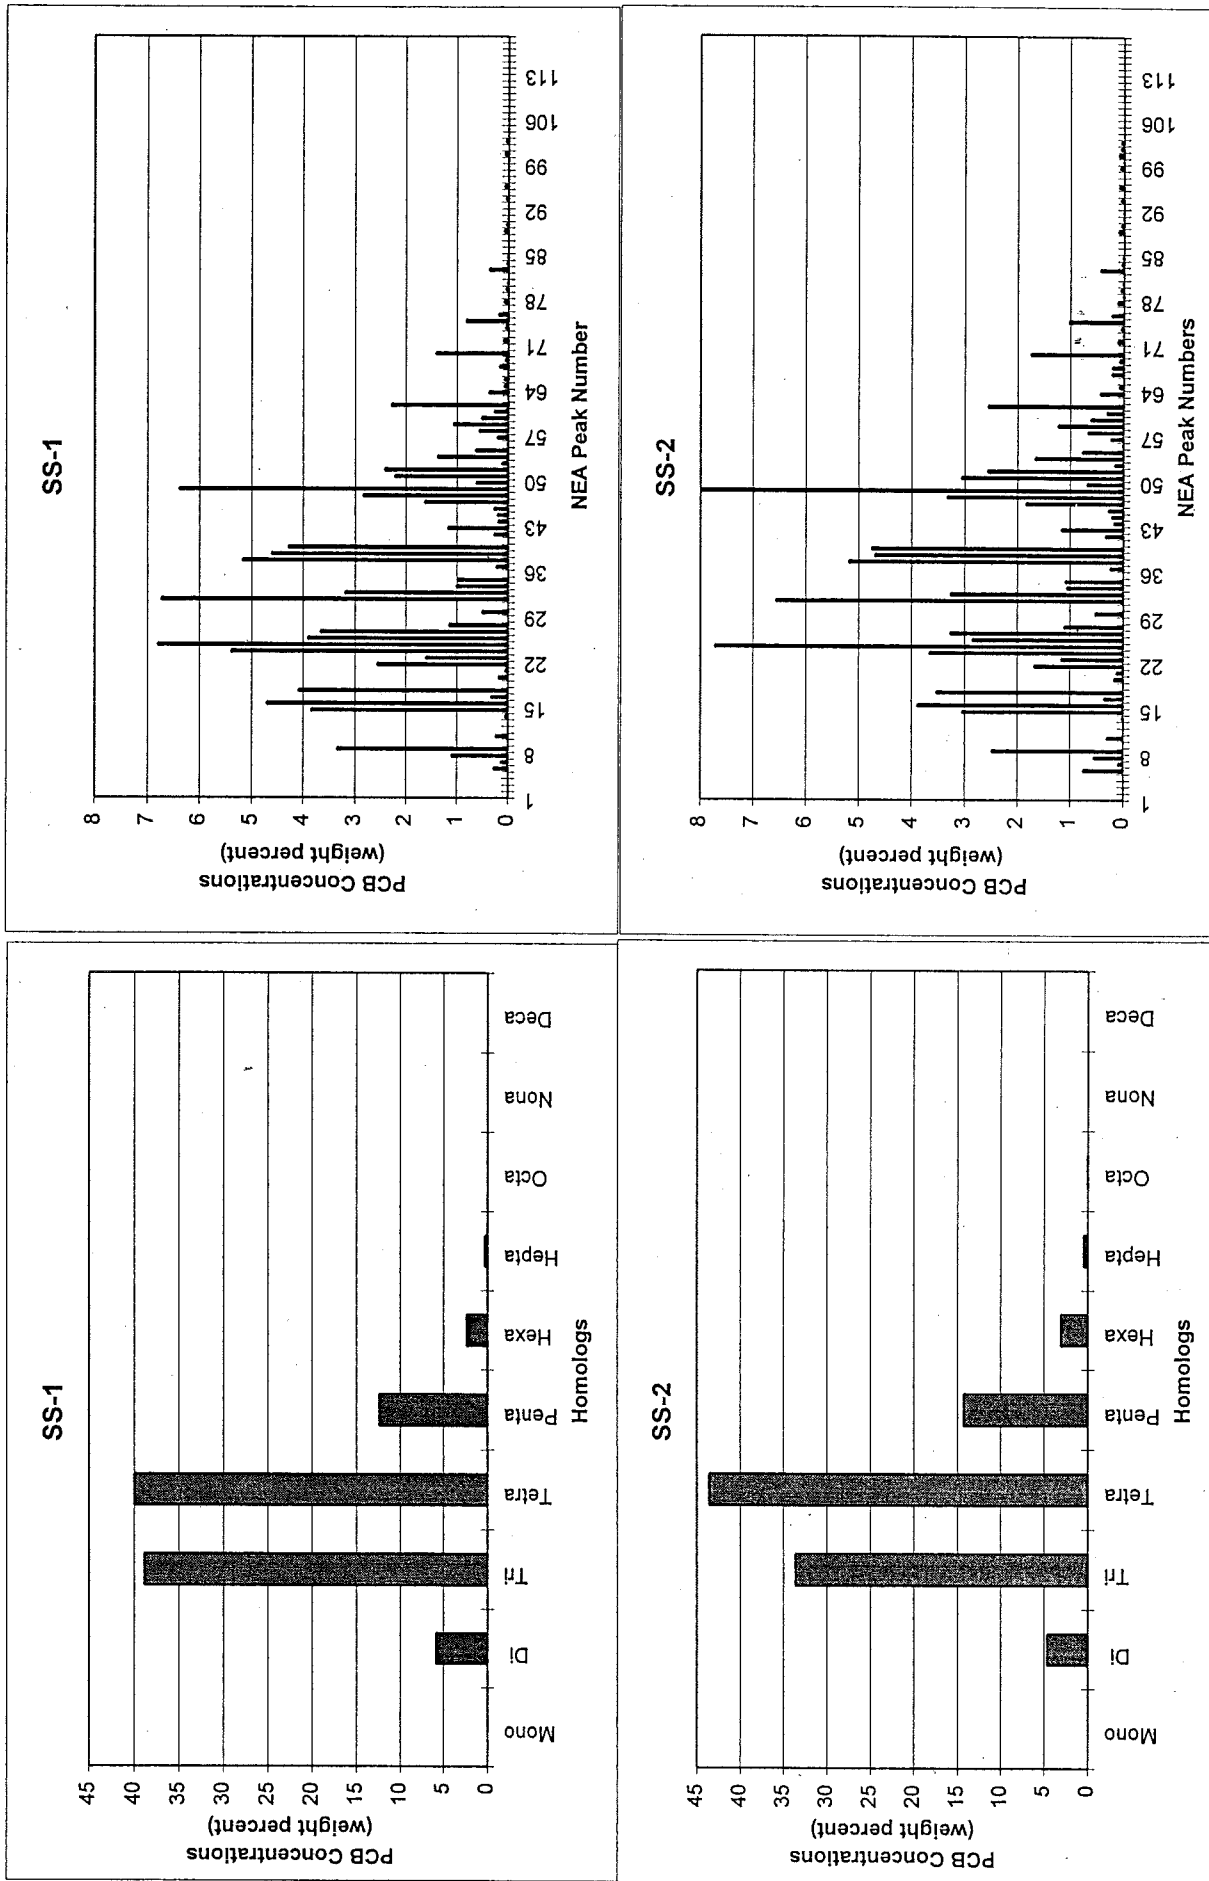 SS-1
PCB Concentrations
(weight percent)
45
40
35
30
25
20
15
10
5
0
Mono
Di
Tri
Tetra
Penta
Hexa
Hepta
Octa
Nona
Deca
Homologs
SS-1
PCB Concentrations
(weight percent)
8
7
6
5
4
3
2
1
0
1
8
15
22
29
36
43
50
57
64
71
78
85
92
99
106
113
NEA Peak Number
SS-2
PCB Concentrations
(weight percent)
45
40
35
30
25
20
15
10
5
0
Mono
Di
Tri
Tetra
Penta
Hexa
Hepta
Octa
Nona
Deca
Homologs
SS-2
PCB Concentrations
(weight percent)
8
7
6
5
4
3
2
1
0
1
8
15
22
29
36
43
50
57
64
71
78
85
92
99
106
113
NEA Peak Numbers